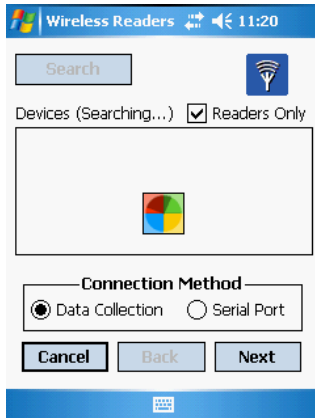 Wireless Readers 11:20
Search
Devices (Searching...) Readers Only
Connection Method
Data Collection Serial Port
Cancel Back Next